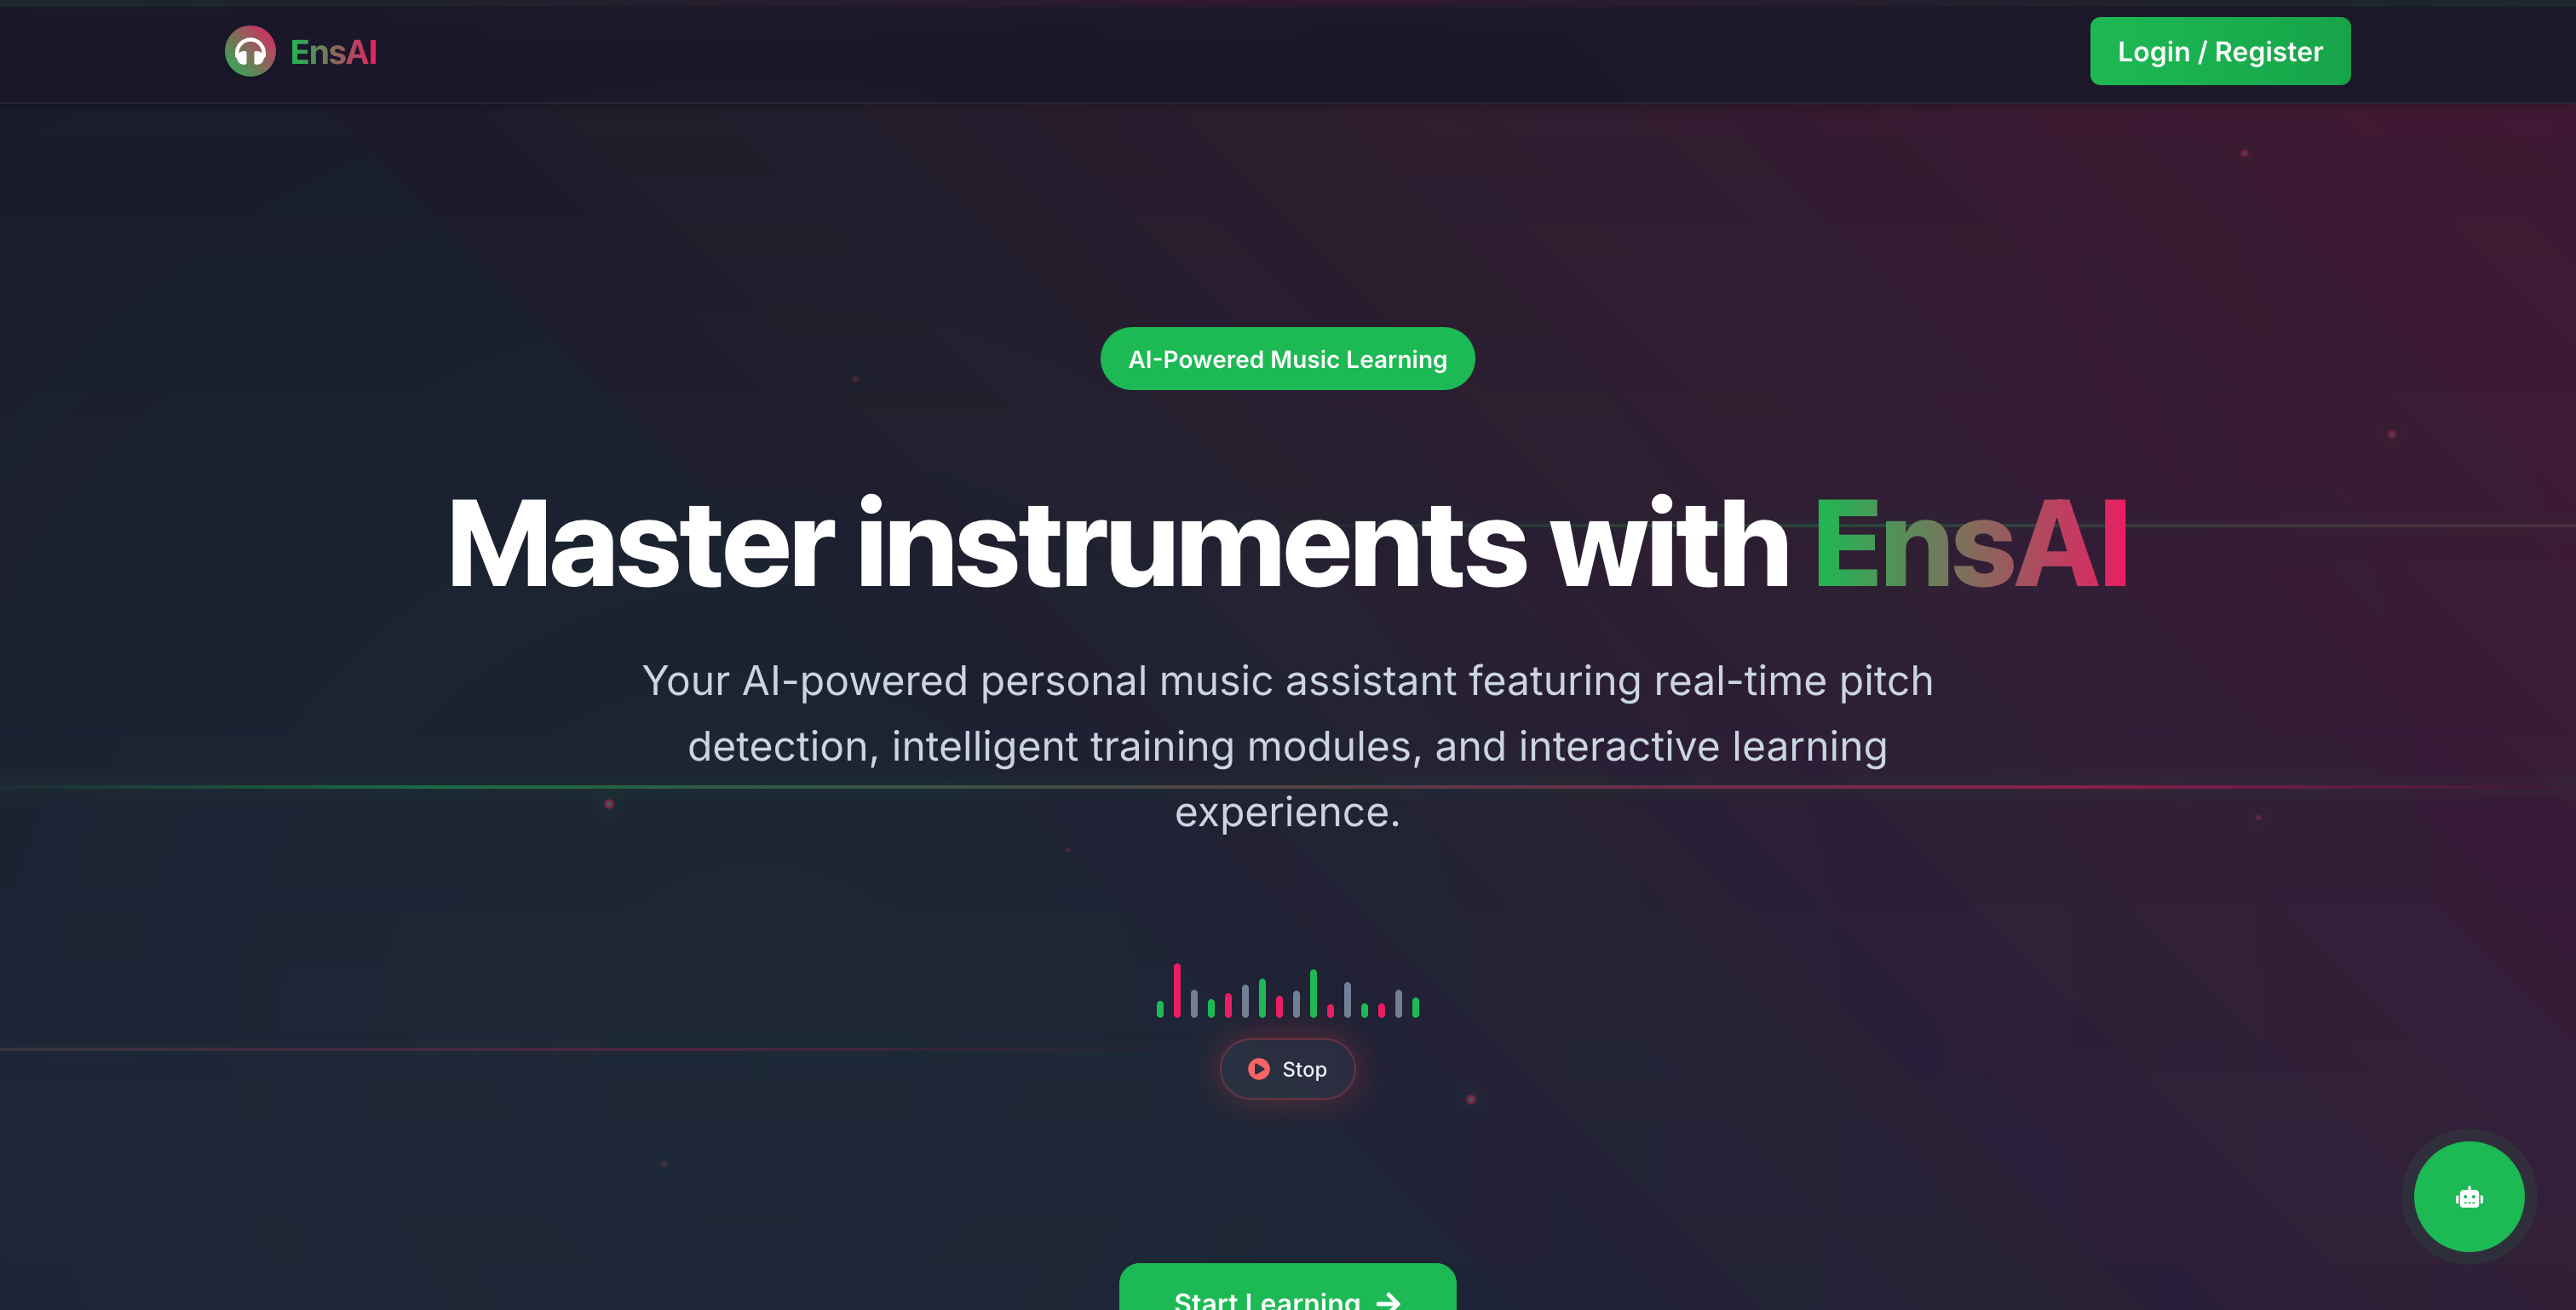 EnsAI
Login / Register
AI-Powered Music Learning
Master instruments with EnsAI
Your AI-powered personal music assistant featuring real-time pitch
detection, intelligent training modules, and interactive learning
experience.
Stop
Start Learning